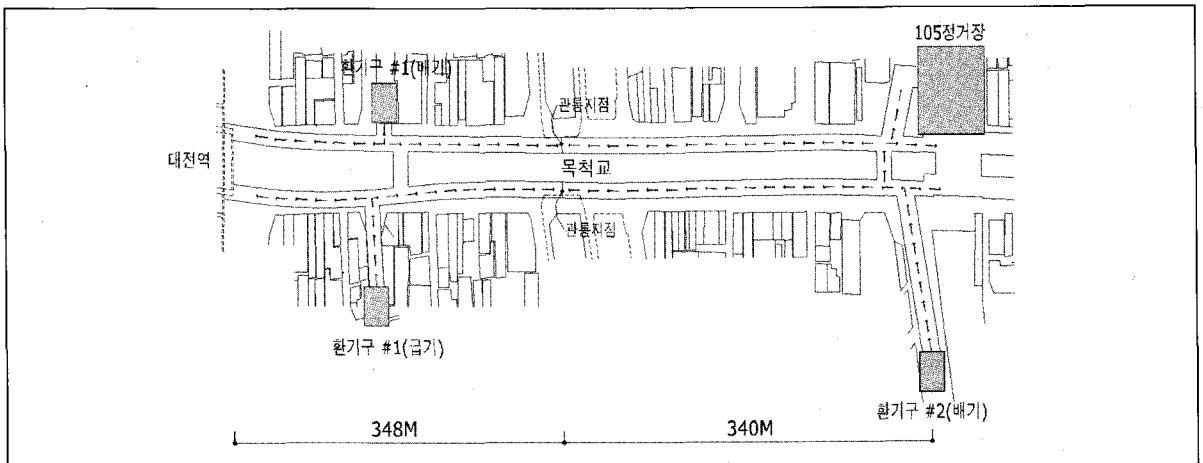 105정거장
환기구 #1(배기)
관통지점
대전역
목척교
관통지점
환기구 #1(급기)
환기구 #2(배기)
348M
340M